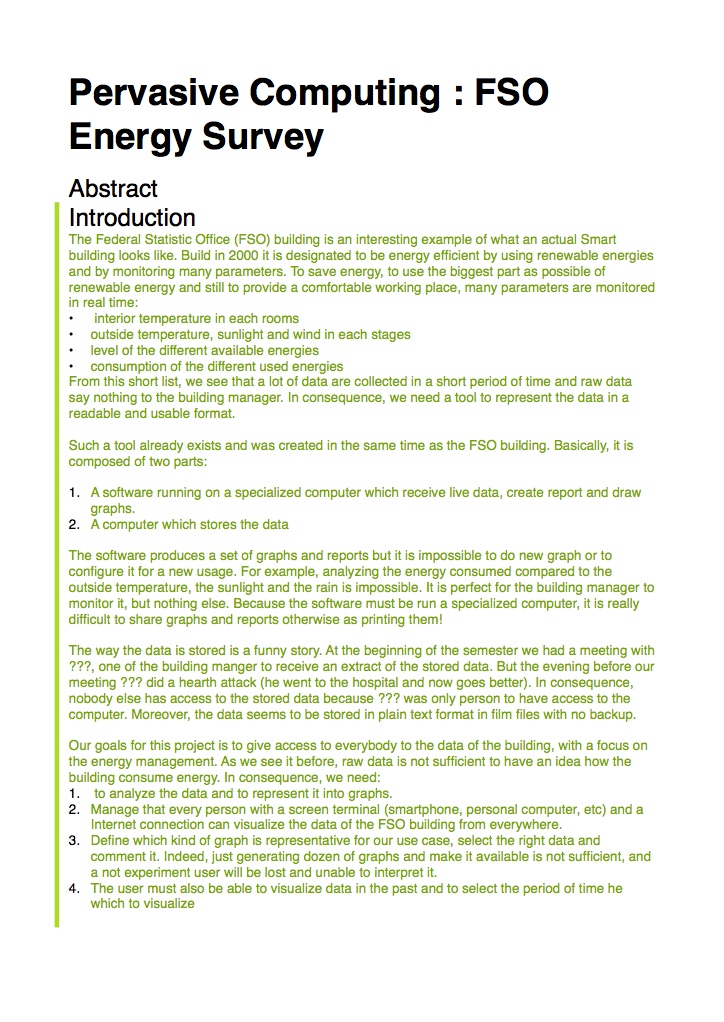 Pervasive Computing : FSO
Energy Survey
Abstract
Introduction
The Federal Statistic Office (FSO) building is an interesting example of what an actual Smart
building looks like. Build in 2000 it is designated to be energy efficient by using renewable energies
and by monitoring many parameters. To save energy, to use the biggest part as possible of
renewable energy and still to provide a comfortable working place, many parameters are monitored
in real time:
• interior temperature in each rooms
• outside temperature, sunlight and wind in each stages
• level of the different available energies
• consumption of the different used energies
From this short list, we see that a lot of data are collected in a short period of time and raw data
say nothing to the building manager. In consequence, we need a tool to represent the data in a
readable and usable format.
Such a tool already exists and was created in the same time as the FSO building. Basically, it is
composed of two parts:
1. A software running on a specialized computer which receive live data, create report and draw
graphs.
2. A computer which stores the data
The software produces a set of graphs and reports but it is impossible to do new graph or to
configure it for a new usage. For example, analyzing the energy consumed compared to the
outside temperature, the sunlight and the rain is impossible. It is perfect for the building manager to
monitor it, but nothing else. Because the software must be run a specialized computer, it is really
difficult to share graphs and reports otherwise as printing them!
The way the data is stored is a funny story. At the beginning of the semester we had a meeting with
???, one of the building manger to receive an extract of the stored data. But the evening before our
meeting ??? did a hearth attack (he went to the hospital and now goes better). In consequence,
nobody else has access to the stored data because ??? was only person to have access to the
computer. Moreover, the data seems to be stored in plain text format in film files with no backup.
Our goals for this project is to give access to everybody to the data of the building, with a focus on
the energy management. As we see it before, raw data is not sufficient to have an idea how the
building consume energy. In consequence, we need:
1. to analyze the data and to represent it into graphs.
2. Manage that every person with a screen terminal (smartphone, personal computer, etc) and a
Internet connection can visualize the data of the FSO building from everywhere.
3. Define which kind of graph is representative for our use case, select the right data and
comment it. Indeed, just generating dozen of graphs and make it available is not sufficient, and
a not experiment user will be lost and unable to interpret it.
4. The user must also be able to visualize data in the past and to select the period of time he
which to visualize